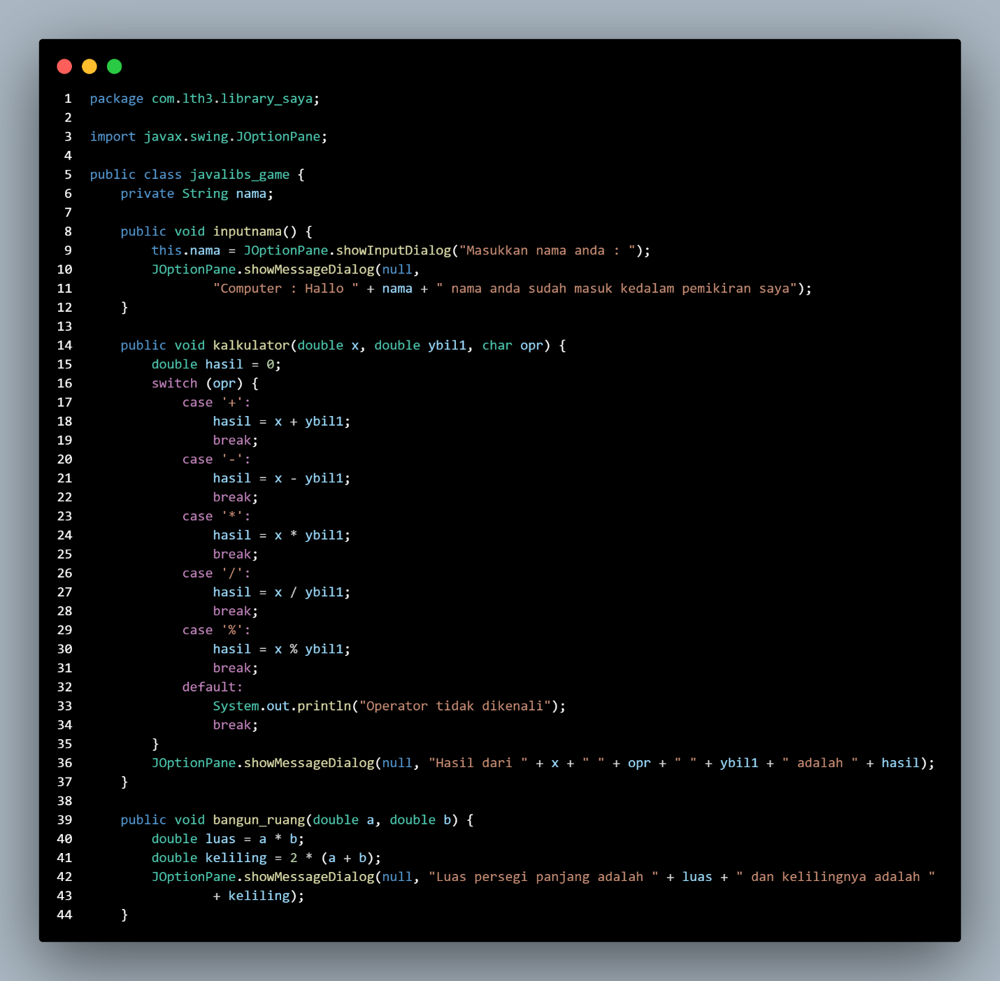 1 package com.lth3.library_saya;
2
3 import javax.swing.JOptionPane;
4
5 public class javalibs_game {
6     private String nama;
7
8     public void inputnama() {
9         this.nama = JOptionPane.showInputDialog("Masukkan nama anda : ");
10         JOptionPane.showMessageDialog(null,
11                 "Computer : Hallo " + nama + " nama anda sudah masuk kedalam pemikiran saya");
12     }
13
14     public void kalkulator(double x, double ybil1, char opr) {
15         double hasil = 0;
16         switch (opr) {
17             case '+':
18                 hasil = x + ybil1;
19                 break;
20             case '-':
21                 hasil = x - ybil1;
22                 break;
23             case '*':
24                 hasil = x * ybil1;
25                 break;
26             case '/':
27                 hasil = x / ybil1;
28                 break;
29             case '%':
30                 hasil = x % ybil1;
31                 break;
32             default:
33                 System.out.println("Operator tidak dikenali");
34                 break;
35         }
36         JOptionPane.showMessageDialog(null, "Hasil dari " + x + " " + opr + " " + ybil1 + " adalah " + hasil);
37     }
38
39     public void bangun_ruang(double a, double b) {
40         double luas = a * b;
41         double keliling = 2 * (a + b);
42         JOptionPane.showMessageDialog(null, "Luas persegi panjang adalah " + luas + " dan kelilingnya adalah "
43                 + keliling);
44     }